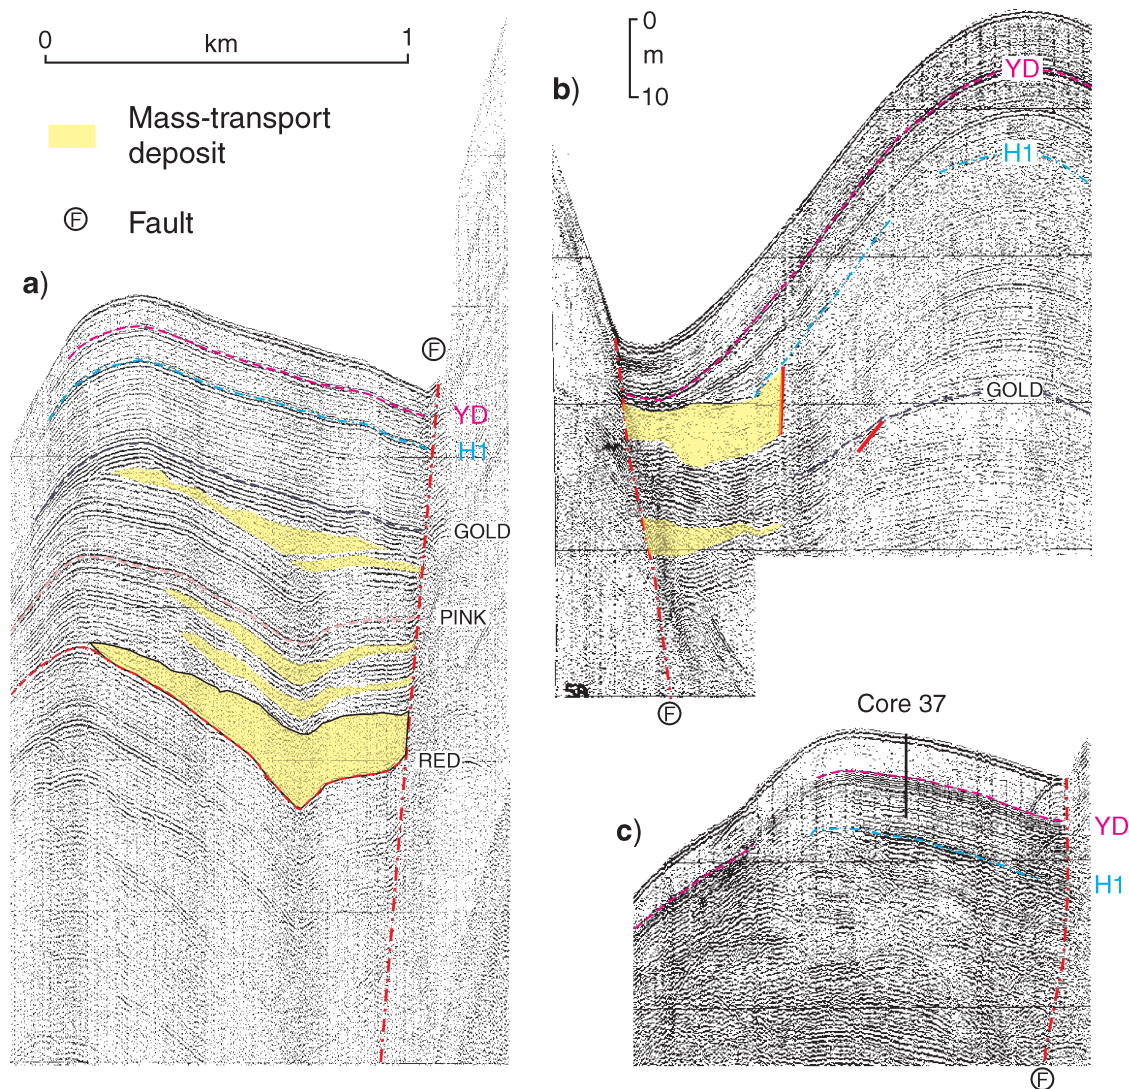 0
km
1
Mass-transport
deposit
F
Fault
a)
F
YD
H1
GOLD
PINK
RED
b)
0
m
10
YD
H1
GOLD
F
Core 37
c)
YD
H1
F